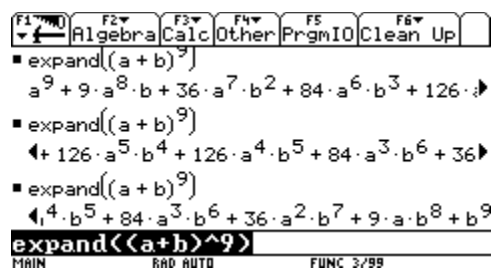 F1 F2 Algebra F3 Calc F4 Other F5 PrgmIO F6 Clean Up
▪ expand((a + b)^9)
a^9 + 9·a^8·b + 36·a^7·b^2 + 84·a^6·b^3 + 126·a▶
▪ expand((a + b)^9)
◀+ 126·a^5·b^4 + 126·a^4·b^5 + 84·a^3·b^6 + 36▶
▪ expand((a + b)^9)
◀^4·b^5 + 84·a^3·b^6 + 36·a^2·b^7 + 9·a·b^8 + b^9
expand((a+b)^9)
MAIN RAD AUTO FUNC 3/99